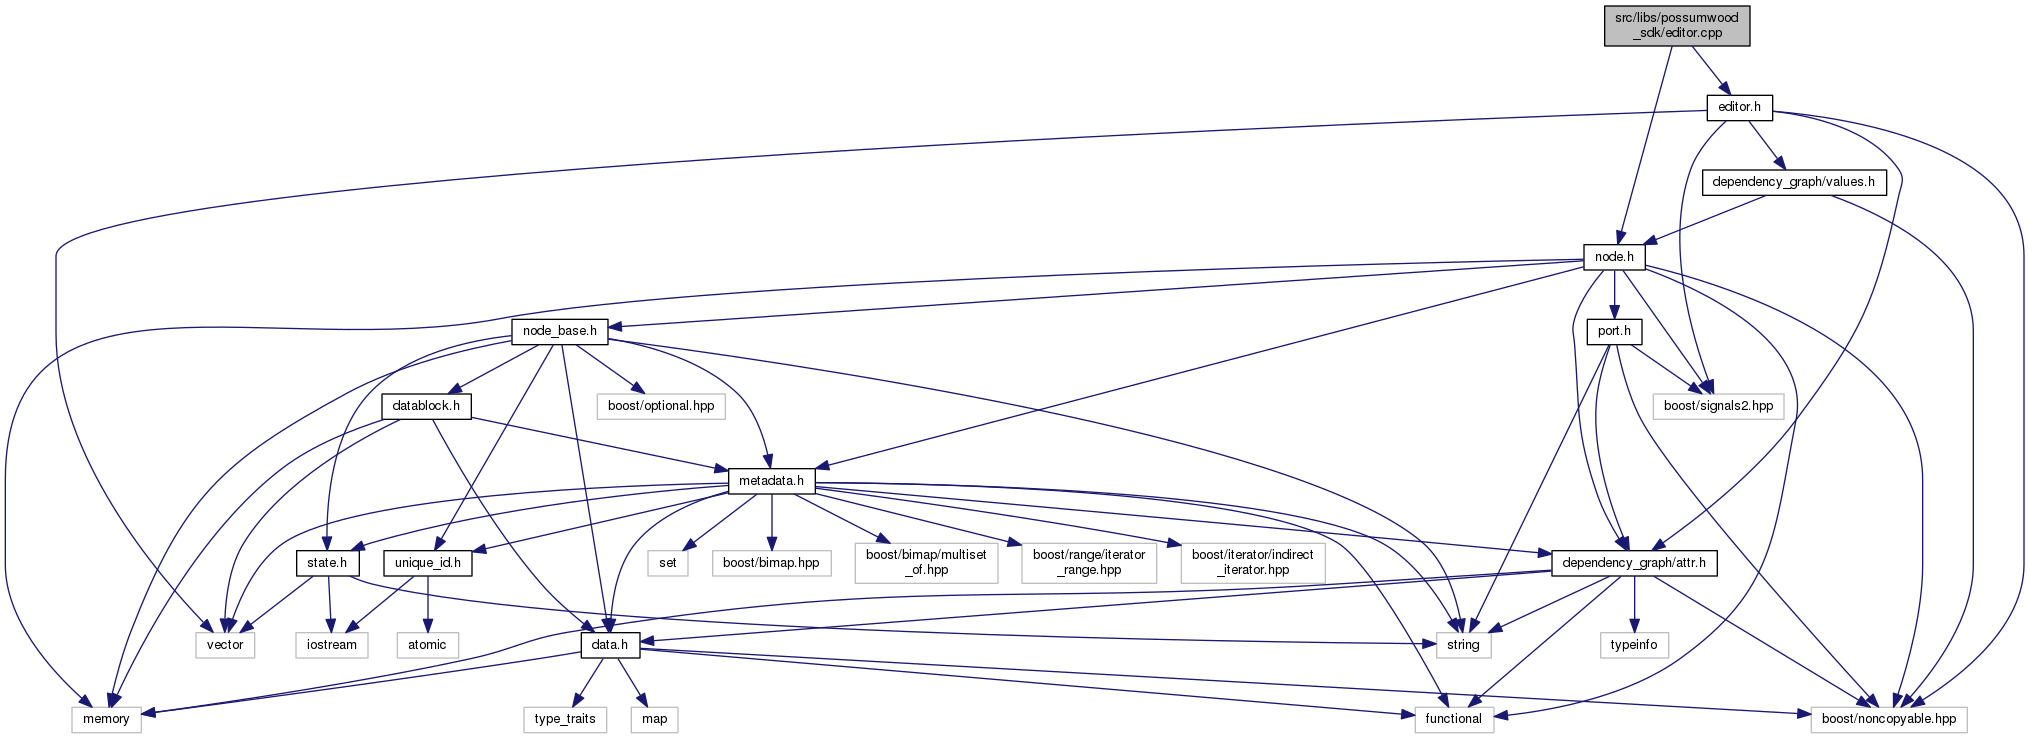 src/libs/possumwood
_sdk/editor.cpp
editor.h
dependency_graph/values.h
node.h
node_base.h
port.h
datablock.h
boost/optional.hpp
boost/signals2.hpp
metadata.h
state.h
unique_id.h
set
boost/bimap.hpp
boost/bimap/multiset
_of.hpp
boost/range/iterator
_range.hpp
boost/iterator/indirect
_iterator.hpp
dependency_graph/attr.h
vector
iostream
atomic
data.h
string
typeinfo
memory
type_traits
map
functional
boost/noncopyable.hpp